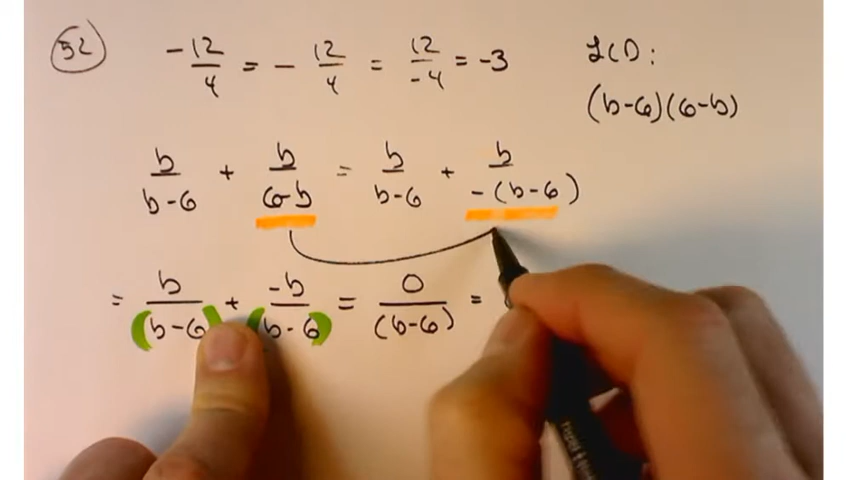 52 -12/4 = - 12/4 = 12/-4 = -3 LCD:
(b-6)(6-b)
b/b-6 + b/6-b = b/b-6 + b/-(b-6)
= b/(b-6) + -b/(b-6) = 0/(b-6) =